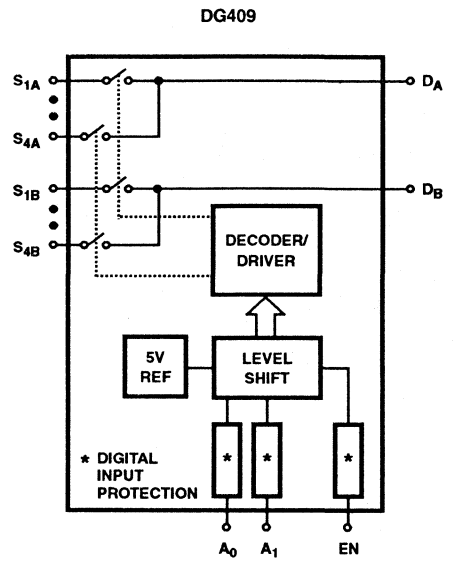 DG409
S1A
S4A
S1B
S4B
DA
DB
DECODER/
DRIVER
5V
REF
LEVEL
SHIFT
* DIGITAL
INPUT
PROTECTION
*
*
*
A0
A1
EN